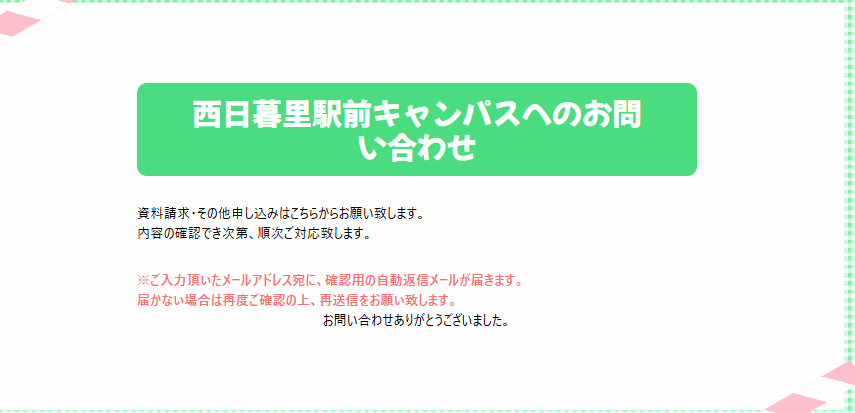 西日暮里駅前キャンパスへのお問
い合わせ
資料請求・その他申し込みはこちらからお願い致します。
内容の確認でき次第、順次ご対応致します。
※ご入力頂いたメールアドレス宛に、確認用の自動返信メールが届きます。
届かない場合は再度ご確認の上、再送信をお願い致します。
お問い合わせありがとうございました。